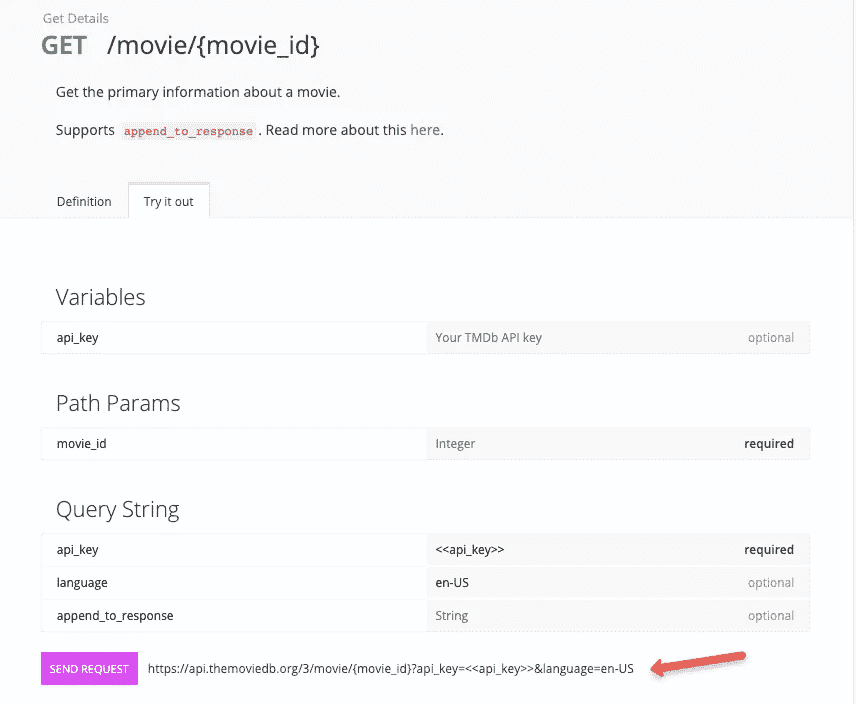 Get Details
GET /movie/{movie_id}
Get the primary information about a movie.
Supports append_to_response. Read more about this here.
Definition Try it out
Variables
api_key Your TMDb API key optional
Path Params
movie_id Integer required
Query String
api_key <<api_key>> required
language en-US optional
append_to_response String optional
SEND REQUEST https://api.themoviedb.org/3/movie/{movie_id}?api_key=<<api_key>>&language=en-US